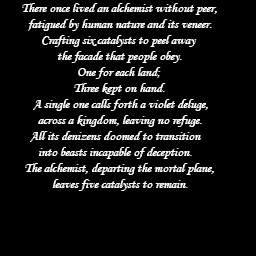 There once lived an alchemist without peer,
fatigued by human nature and its veneer.
Crafting six catalysts to peel away
the facade that people obey.
One for each land;
Three kept on hand.
A single one calls forth a violet deluge,
across a kingdom, leaving no refuge.
All its denizens doomed to transition
into beasts incapable of deception.
The alchemist, departing the mortal plane,
leaves five catalysts to remain.